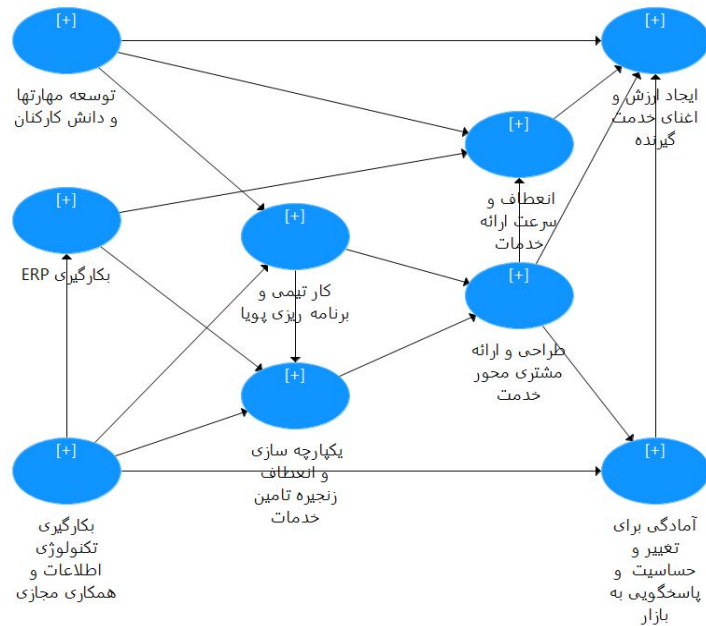 [+]
توسعه مهارتها
و دانش کارکنان
[+]
ایجاد ارزش و
اغنای خدمت
گیرنده
[+]
انعطاف و
سرعت ارائه
خدمات
[+]
بکارگیری ERP
[+]
کار تیمی و
برنامه ریزی پویا
[+]
طراحی و ارائه
مشتری محور
خدمت
[+]
یکپارچه سازی
و انعطاف
زنجیره تامین
خدمات
[+]
بکارگیری
تکنولوژی
اطلاعات و
همکاری مجازی
[+]
آمادگی برای
تغییر و
حساسیت و
پاسخگویی به
بازار